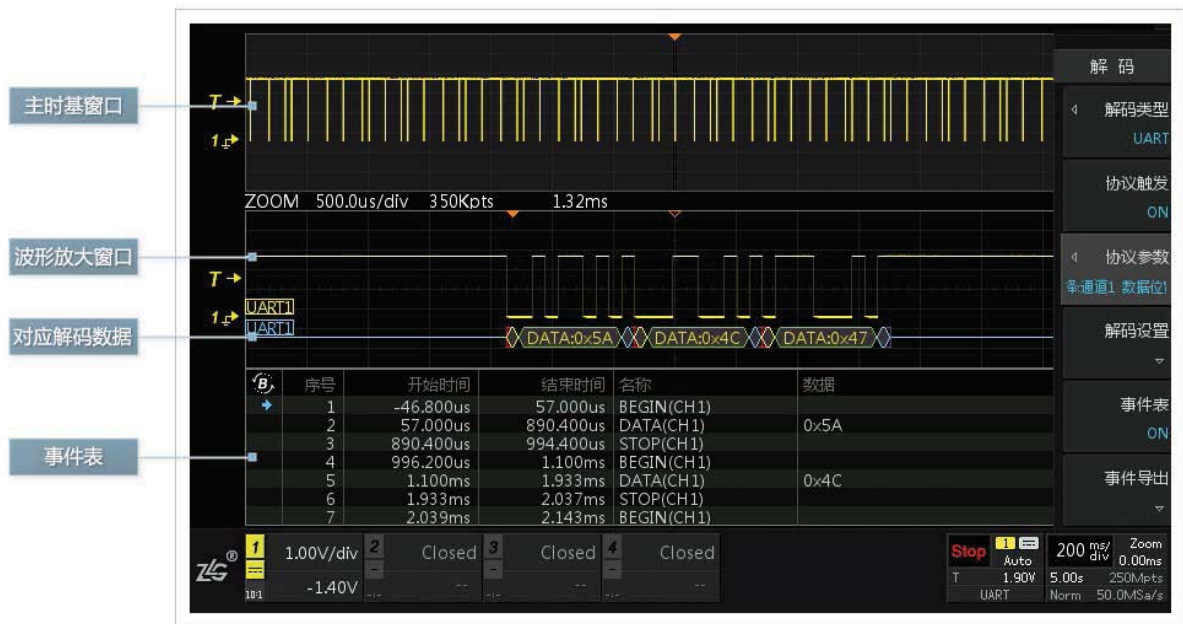 主时基窗口
波形放大窗口
对应解码数据
事件表
T
1
ZOOM 500.0us/div 350Kpts 1.32ms
T
UART1
1
UART1
DATA:0x5A DATA:0x4C DATA:0x47
B 序号 开始时间 结束时间 名称 数据
1 -46.800us 57.000us BEGIN(CH1)
2 57.000us 890.400us DATA(CH1) 0x5A
3 890.400us 994.400us STOP(CH1)
4 996.200us 1.100ms BEGIN(CH1)
5 1.100ms 1.933ms DATA(CH1) 0x4C
6 1.933ms 2.037ms STOP(CH1)
7 2.039ms 2.143ms BEGIN(CH1)
解 码
解码类型
UART
协议触发
ON
协议参数
通道1 数据位
解码设置
事件表
ON
事件导出
ZLG®
1 1.00V/div 2 Closed 3 Closed 4 Closed
10:1 -1.40V -:- -- -:- -- -:- --
Stop 1 Auto
T 1.90V
UART
200 ms/div Zoom 0.00ms
5.00s 250Mpts
Norm 50.0MSa/s